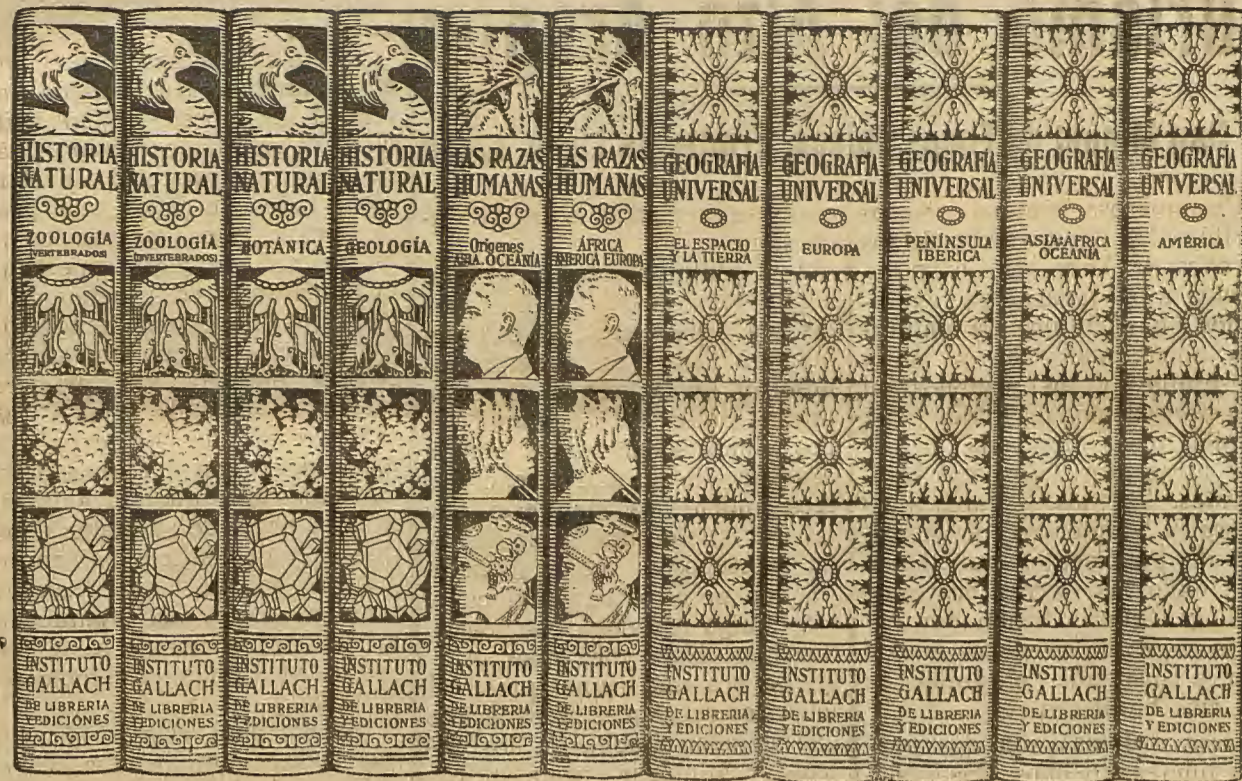 HISTORIA
NATURAL
ZOOLOGÍA
(VERTEBRADOS)
INSTITUTO
GALLACH
DE LIBRERIA
Y EDICIONES
HISTORIA
NATURAL
ZOOLOGÍA
(INVERTEBRADOS)
INSTITUTO
GALLACH
DE LIBRERIA
Y EDICIONES
HISTORIA
NATURAL
BOTÁNICA
INSTITUTO
GALLACH
DE LIBRERIA
Y EDICIONES
HISTORIA
NATURAL
GEOLOGÍA
INSTITUTO
GALLACH
DE LIBRERIA
Y EDICIONES
LAS RAZAS
HUMANAS
Orígenes
ASIA. OCEANÍA
INSTITUTO
GALLACH
DE LIBRERIA
Y EDICIONES
LAS RAZAS
HUMANAS
ÁFRICA
AMERICA EUROPA
INSTITUTO
GALLACH
DE LIBRERIA
Y EDICIONES
GEOGRAFÍA
UNIVERSAL
EL ESPACIO
Y LA TIERRA
INSTITUTO
GALLACH
DE LIBRERIA
Y EDICIONES
GEOGRAFÍA
UNIVERSAL
EUROPA
INSTITUTO
GALLACH
DE LIBRERIA
Y EDICIONES
GEOGRAFÍA
UNIVERSAL
PENÍNSULA
IBERICA
INSTITUTO
GALLACH
DE LIBRERIA
Y EDICIONES
GEOGRAFÍA
UNIVERSAL
ASIA:ÁFRICA
OCEANÍA
INSTITUTO
GALLACH
DE LIBRERIA
Y EDICIONES
GEOGRAFÍA
UNIVERSAL
AMÉRICA
INSTITUTO
GALLACH
DE LIBRERIA
Y EDICIONES